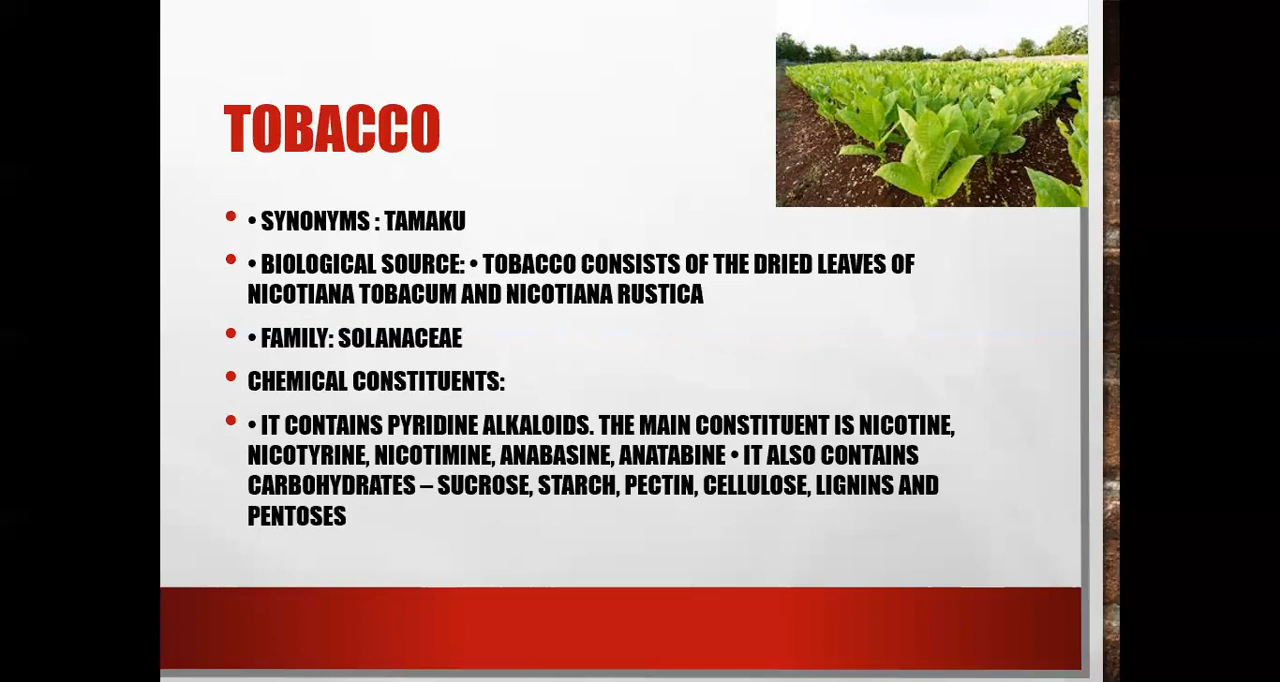 TOBACCO
• • SYNONYMS : TAMAKU
• • BIOLOGICAL SOURCE: • TOBACCO CONSISTS OF THE DRIED LEAVES OF
NICOTIANA TOBACUM AND NICOTIANA RUSTICA
• • FAMILY: SOLANACEAE
• CHEMICAL CONSTITUENTS:
• • IT CONTAINS PYRIDINE ALKALOIDS. THE MAIN CONSTITUENT IS NICOTINE,
NICOTYRINE, NICOTIMINE, ANABASINE, ANATABINE • IT ALSO CONTAINS
CARBOHYDRATES – SUCROSE, STARCH, PECTIN, CELLULOSE, LIGNINS AND
PENTOSES